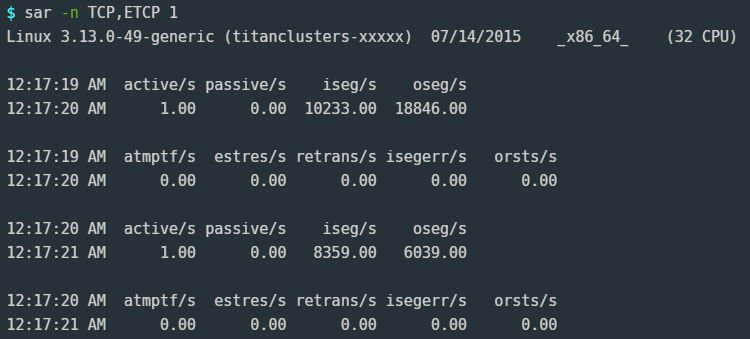 $ sar -n TCP,ETCP 1
Linux 3.13.0-49-generic (titanclusters-xxxxx)  07/14/2015    _x86_64_    (32 CPU)
12:17:19 AM  active/s passive/s    iseg/s    oseg/s
12:17:20 AM      1.00      0.00  10233.00  18846.00
12:17:19 AM  atmptf/s  estres/s retrans/s isegerr/s   orsts/s
12:17:20 AM      0.00      0.00      0.00      0.00      0.00
12:17:20 AM  active/s passive/s    iseg/s    oseg/s
12:17:21 AM      1.00      0.00   8359.00   6039.00
12:17:20 AM  atmptf/s  estres/s retrans/s isegerr/s   orsts/s
12:17:21 AM      0.00      0.00      0.00      0.00      0.00